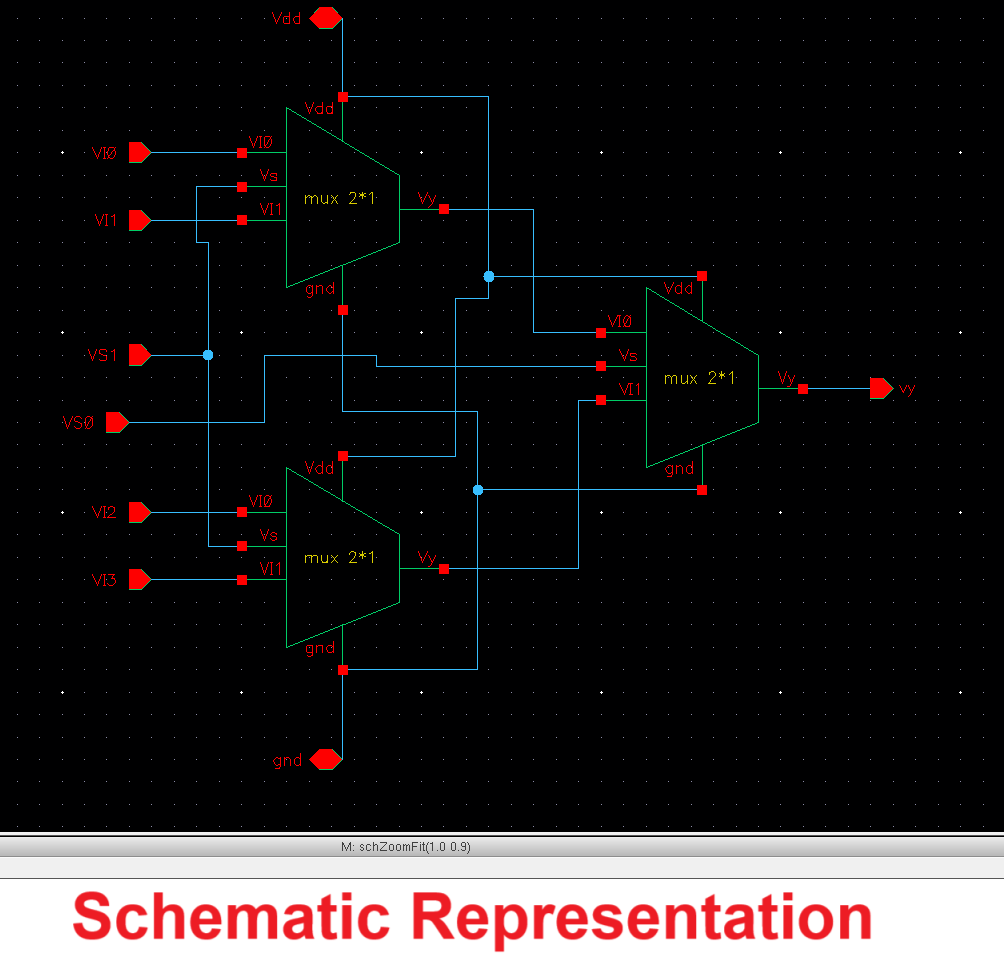 Vdd
Vdd
VI0
VI0
Vs
mux 2*1
Vy
VI1
VI1
gnd
Vdd
VI0
VS1
Vs
mux 2*1
Vy
vy
VI1
VS0
Vdd
gnd
VI2
VI0
Vs
mux 2*1
Vy
VI3
VI1
gnd
gnd
M: schZoomFit(1.0 0.9)
Schematic Representation